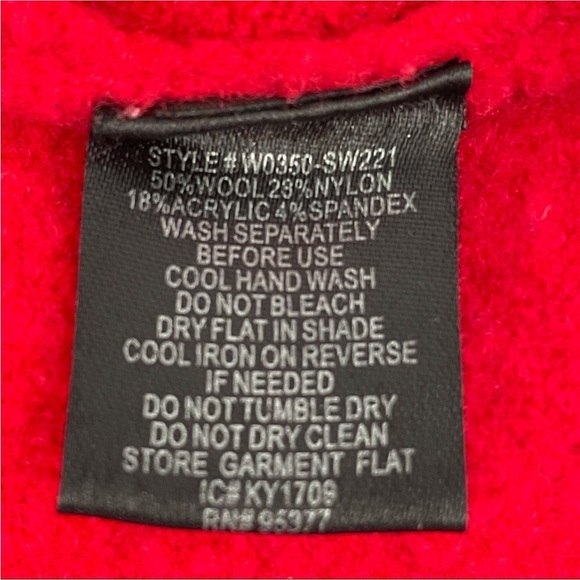 STYLE # W0350-SW221
50% WOOL 28% NYLON
18% ACRYLIC 4% SPANDEX
WASH SEPARATELY
BEFORE USE
COOL HAND WASH
DO NOT BLEACH
DRY FLAT IN SHADE
COOL IRON ON REVERSE
IF NEEDED
DO NOT TUMBLE DRY
DO NOT DRY CLEAN
STORE GARMENT FLAT
IC# KY1709
RN# 95377